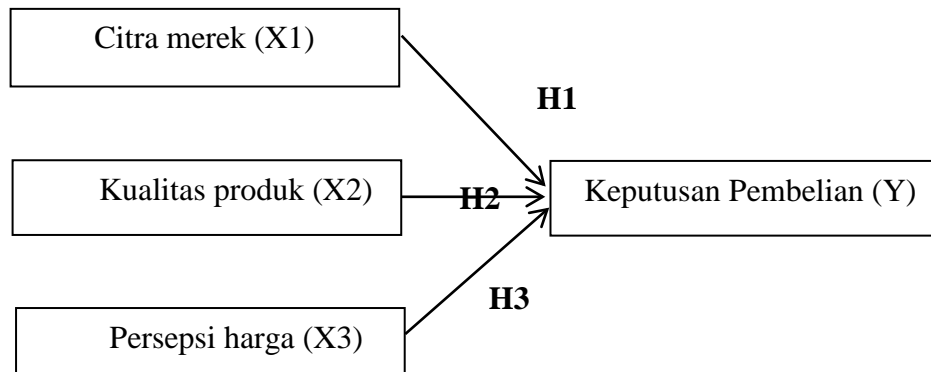 Citra merek (X1)
H1
Kualitas produk (X2)
H2
Keputusan Pembelian (Y)
H3
Persepsi harga (X3)